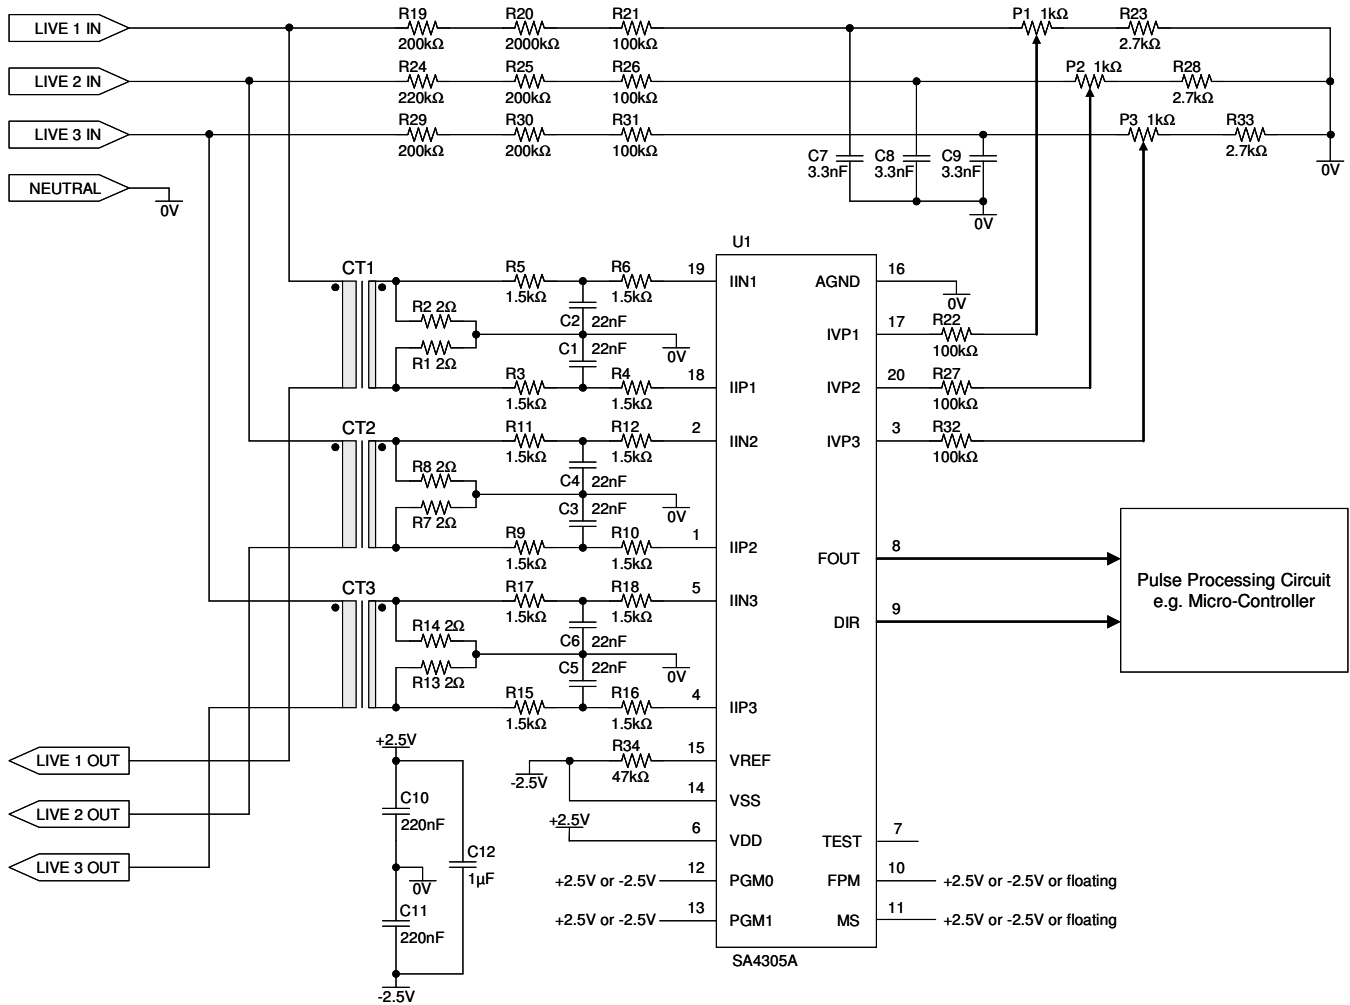 LIVE 1 IN
R19
200kΩ
R20
2000kΩ
R21
100kΩ
P1 1kΩ
R23
2.7kΩ
LIVE 2 IN
R24
220kΩ
R25
200kΩ
R26
100kΩ
P2 1kΩ
R28
2.7kΩ
LIVE 3 IN
R29
200kΩ
R30
200kΩ
R31
100kΩ
P3 1kΩ
R33
2.7kΩ
0V
C7
3.3nF
C8
3.3nF
C9
3.3nF
0V
NEUTRAL
0V
U1
CT1
R5
1.5kΩ
R6
1.5kΩ
19
IIN1
R2 2Ω
C2
22nF
0V
R1 2Ω
C1
22nF
R3
1.5kΩ
R4
1.5kΩ
18
IIP1
CT2
R11
1.5kΩ
R12
1.5kΩ
2
IIN2
R8 2Ω
C4
22nF
0V
R7 2Ω
C3
22nF
R9
1.5kΩ
R10
1.5kΩ
1
IIP2
CT3
R17
1.5kΩ
R18
1.5kΩ
5
IIN3
R14 2Ω
C6
22nF
0V
R13 2Ω
C5
22nF
R15
1.5kΩ
R16
1.5kΩ
4
IIP3
AGND
16
0V
IVP1
17
R22
100kΩ
IVP2
20
R27
100kΩ
IVP3
3
R32
100kΩ
FOUT
8
DIR
9
Pulse Processing Circuit
e.g. Micro-Controller
LIVE 1 OUT
LIVE 2 OUT
LIVE 3 OUT
+2.5V
C10
220nF
C12
1µF
0V
C11
220nF
-2.5V
-2.5V
R34
47kΩ
15
VREF
14
VSS
+2.5V
6
VDD
+2.5V or -2.5V
12
PGM0
+2.5V or -2.5V
13
PGM1
TEST
7
FPM
10
+2.5V or -2.5V or floating
MS
11
+2.5V or -2.5V or floating
SA4305A